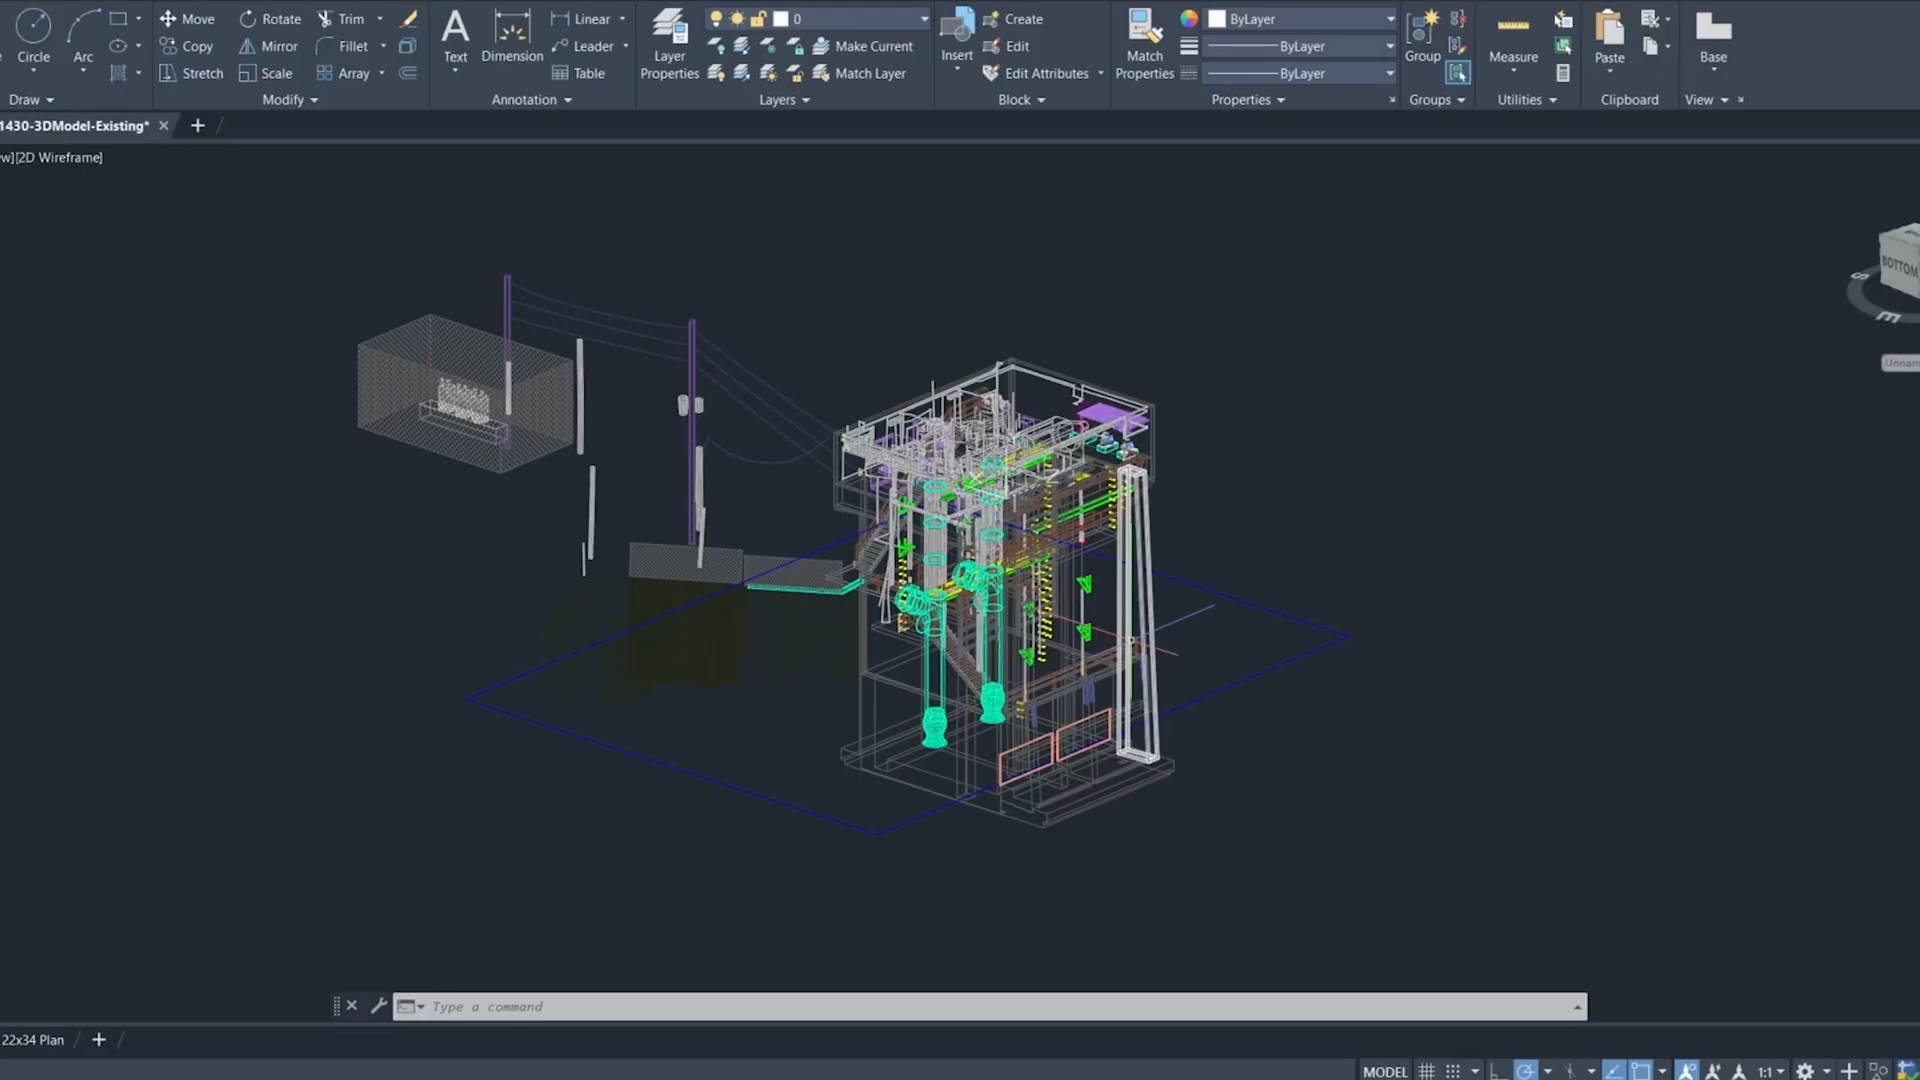 Circle
Arc
Draw
Move
Rotate
Trim
Copy
Mirror
Fillet
Stretch
Scale
Array
Modify
Text
Dimension
Linear
Leader
Table
Annotation
Layer
Properties
0
Make Current
Match Layer
Layers
Insert
Create
Edit
Edit Attributes
Block
Match
Properties
ByLayer
ByLayer
ByLayer
Properties
Group
Groups
Measure
Utilities
Paste
Clipboard
Base
View
1430-3DModel-Existing*
ew][2D Wireframe]
BOTTOM
S
E
Unnam
Type a command
22x34 Plan
MODEL
1:1